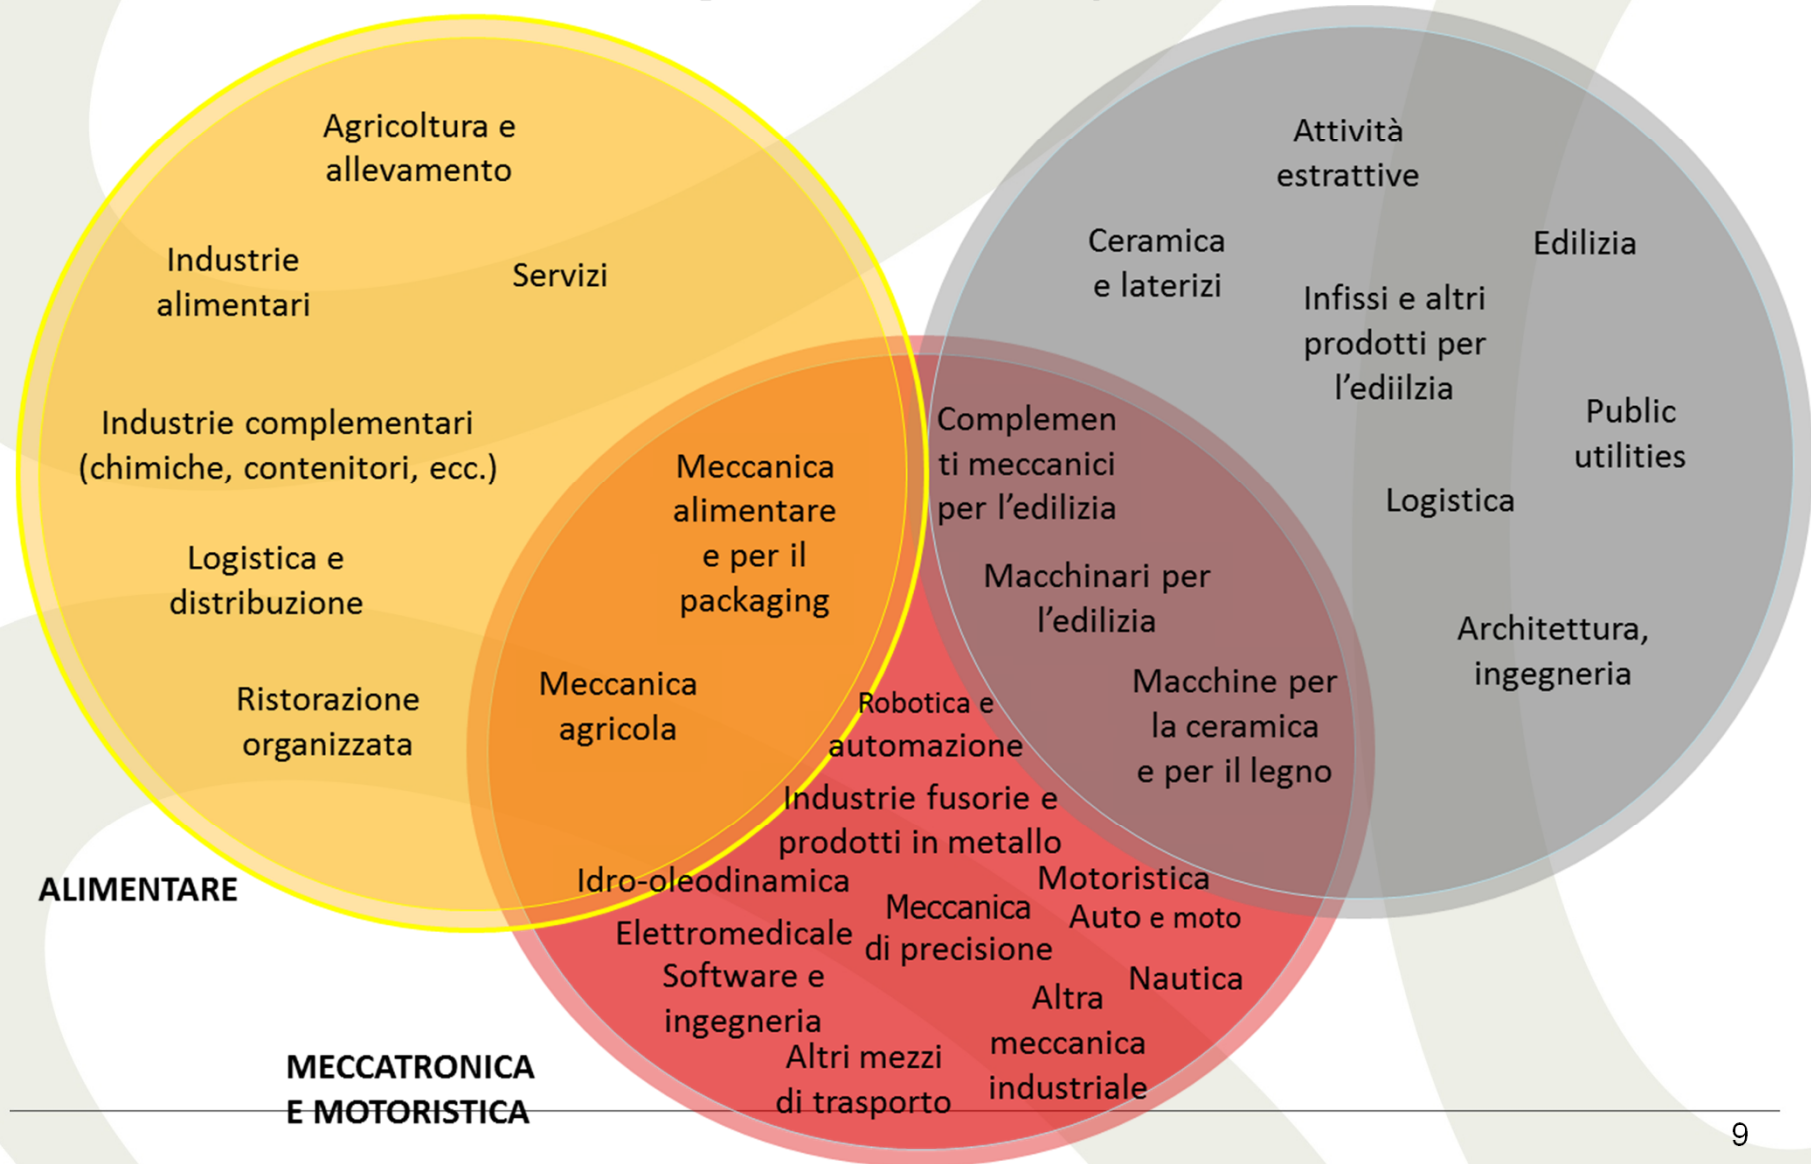 Agricoltura e
allevamento
Industrie
alimentari
Servizi
Industrie complementari
(chimiche, contenitori, ecc.)
Logistica e
distribuzione
Ristorazione
organizzata
Meccanica
alimentare
e per il
packaging
Meccanica
agricola
Attività
estrattive
Ceramica
e laterizi
Edilizia
Infissi e altri
prodotti per
l’ediilzia
Public
utilities
Logistica
Architettura,
ingegneria
Complemen
ti meccanici
per l’edilizia
Macchinari per
l’edilizia
Macchine per
la ceramica
e per il legno
Robotica e
automazione
Industrie fusorie e
prodotti in metallo
Idro-oleodinamica
Motoristica
Auto e moto
Meccanica
di precisione
Elettromedicale
Software e
ingegneria
Nautica
Altra
meccanica
industriale
Altri mezzi
di trasporto
ALIMENTARE
MECCATRONICA
E MOTORISTICA
9